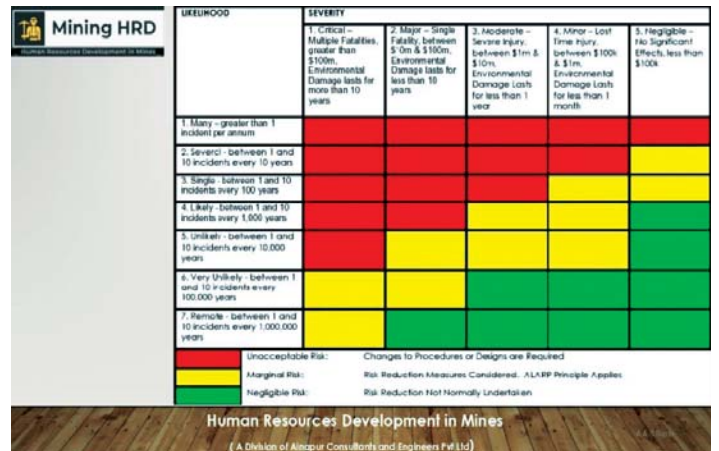 Mining HRD
Human Resources Development in Mines
LIKELIHOOD
SEVERITY
1. Critical –
Multiple Fatalities,
greater than
$100m,
Environmental
Damage lasts for
more than 10
years
2. Major – Single
Fatality, between
$10m & $100m,
Environmental
Damage lasts for
less than 10
years
3. Moderate –
Severe Injury,
between $1m &
$10m,
Environmental
Damage Lasts
for less than 1
year
4. Minor – Lost
Time Injury,
between $100k
& $1m,
Environmental
Damage Lasts
for less than 1
month
5. Negligible –
No Significant
Effects, less than
$100k
1. Many – greater than 1
incident per annum
2. Several - between 1 and
10 incidents every 10 years
3. Single - between 1 and 10
incidents every 100 years
4. Likely - between 1 and 10
incidents every 1,000 years
5. Unlikely - between 1 and
10 incidents every 10,000
years
6. Very Unlikely - between 1
and 10 incidents every
100,000 years
7. Remote - between 1 and
10 incidents every 1,000,000
years
Unacceptable Risk: Changes to Procedures or Designs are Required
Marginal Risk: Risk Reduction Measures Considered. ALARP Principle Applies
Negligible Risk: Risk Reduction Not Normally Undertaken
Human Resources Development in Mines
( A Division of Ainapur Consultants and Engineers Pvt Ltd)